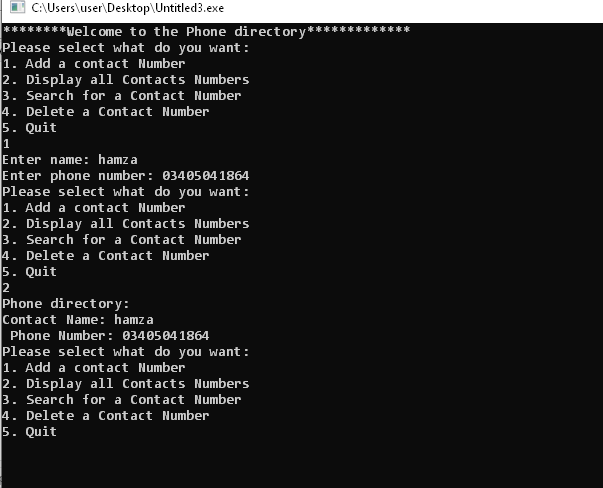 C:\Users\user\Desktop\Untitled3.exe
********Welcome to the Phone directory*************
Please select what do you want:
1. Add a contact Number
2. Display all Contacts Numbers
3. Search for a Contact Number
4. Delete a Contact Number
5. Quit
1
Enter name: hamza
Enter phone number: 03405041864
Please select what do you want:
1. Add a contact Number
2. Display all Contacts Numbers
3. Search for a Contact Number
4. Delete a Contact Number
5. Quit
2
Phone directory:
Contact Name: hamza
 Phone Number: 03405041864
Please select what do you want:
1. Add a contact Number
2. Display all Contacts Numbers
3. Search for a Contact Number
4. Delete a Contact Number
5. Quit